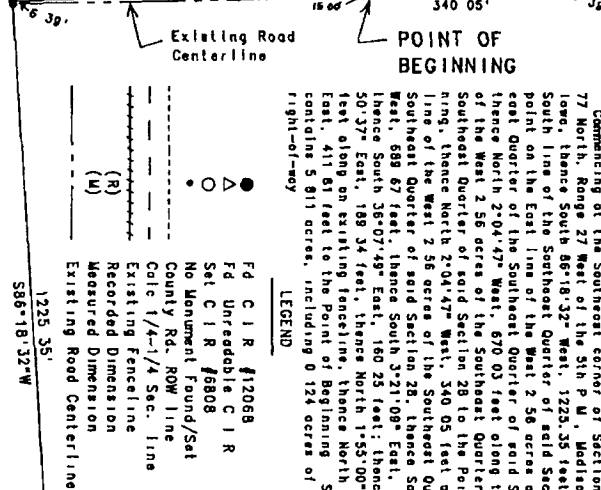 15 00
340 05'
Existing Road
Centerline
POINT OF
BEGINNING
Commencing at the Southeast corner of Section
77 North, Range 27 West of the 5th P M , Madiso
Iowa, thence South 86°18'32" West, 1225.35 feet
South line of the Southeast Quarter of said Sec
point on the East line of the West 2 56 acres o
east Quarter of the Southeast Quarter of said S
thence North 2°04'47" West, 670 03 feet along t
of the West 2 56 acres of the Southeast Quarter
Southeast Quarter of said Section 28 to the Poi
ning, thence North 2°04'47" West, 340 05 feet a
line of the West 2 56 acres of the Southeast Qu
Southeast Quarter of said Section 28, thence So
West, 689 67 feet, thence South 3°21'09" East,
thence South 36°07'49" East, 160 25 feet; thenc
50'37" East, 189 34 feet, thence North 1°55'00"
feet along an existing fenceline, thence North
East, 411 81 feet to the Point of Beginning S
contains 5 811 acres, including 0 124 acres of
right-of-way
LEGEND
Fd C I R #12068
Fd Unreadable C I R
Set C I R #6808
No Monument Found/Set
County Rd. ROW line
Calc 1/4-1/4 Sec. line
Existing Fenceline
(R) Recorded Dimension
(M) Measured Dimension
Existing Road Centerline
1225 35'
S86°18'32"W